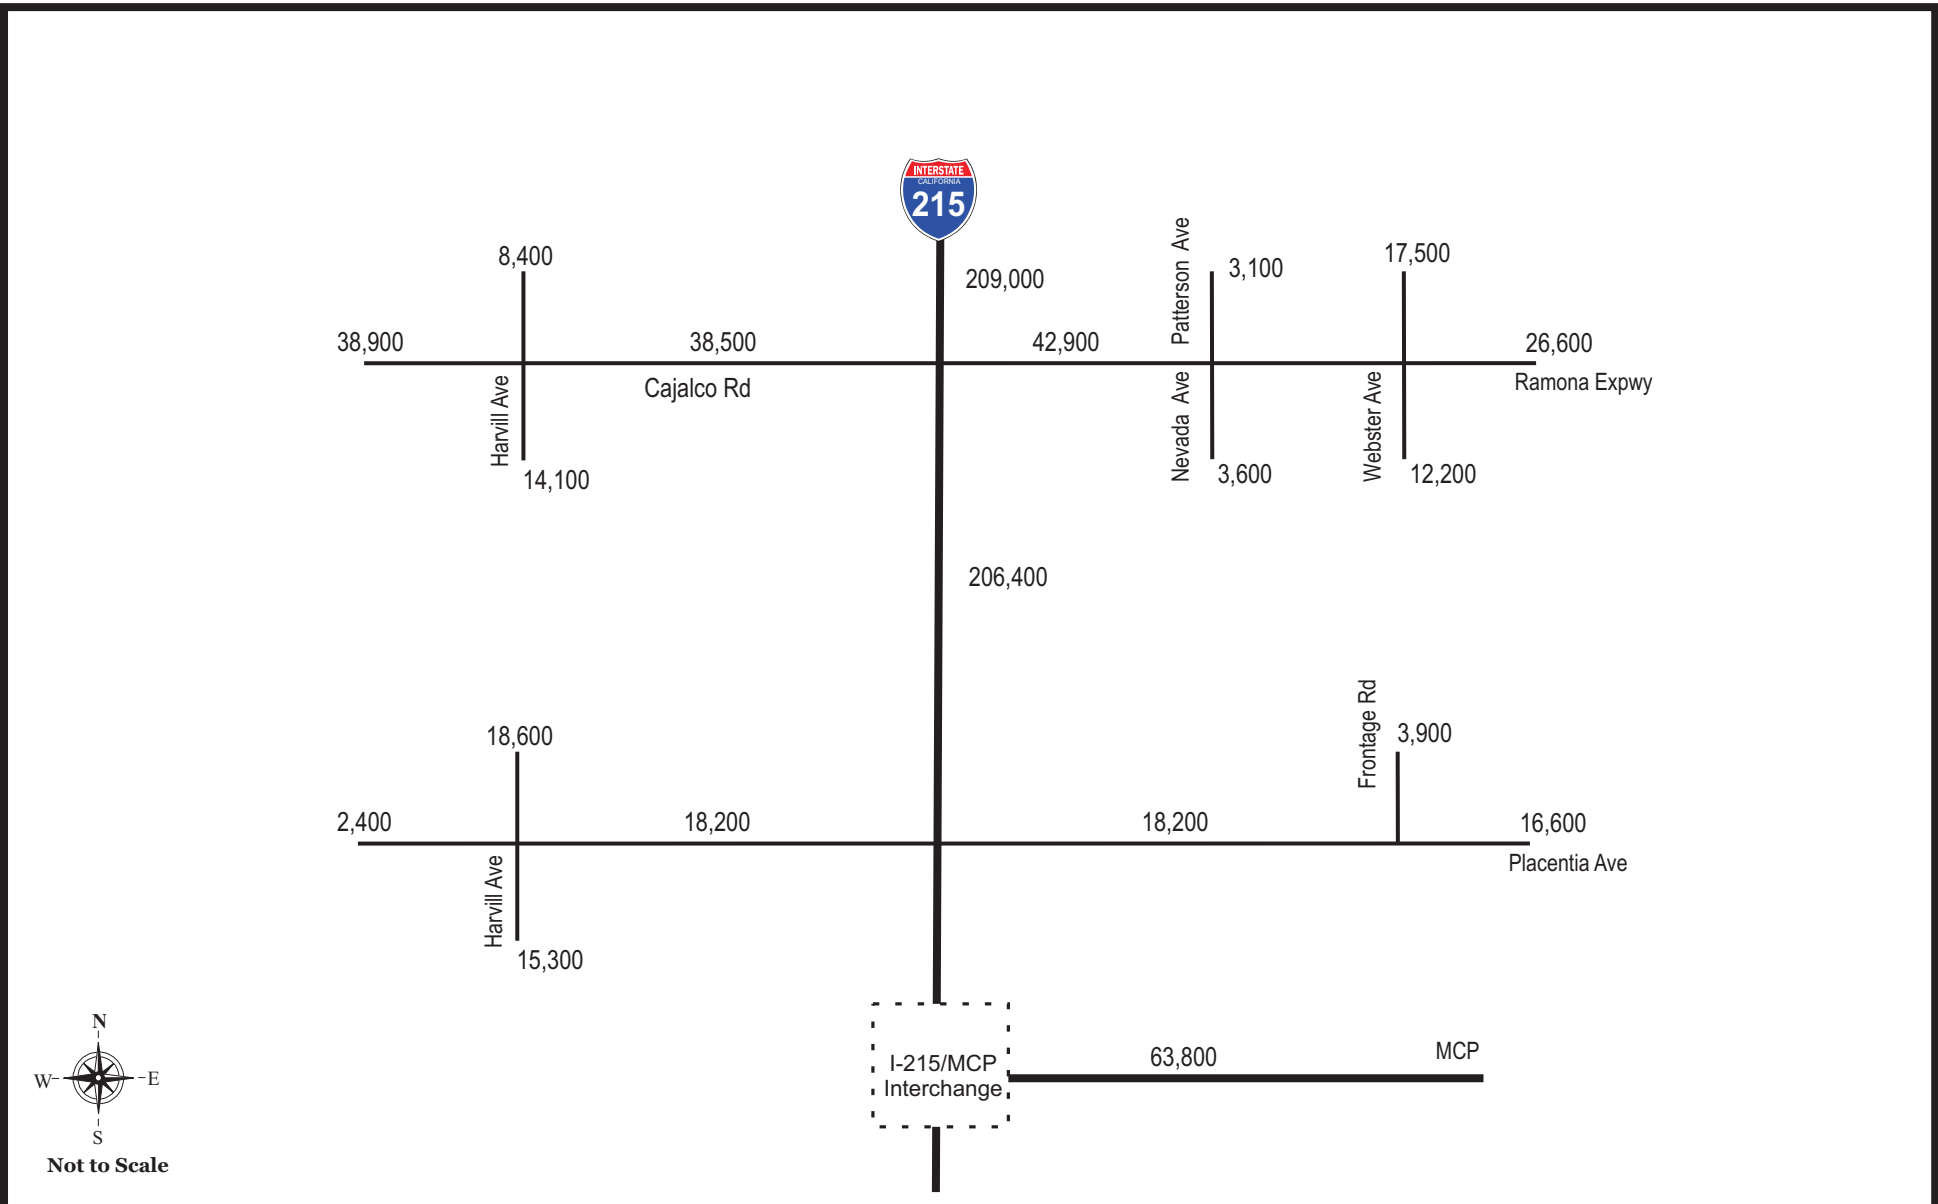 INTERSTATE
CALIFORNIA
215
209,000
8,400
38,900
38,500
Cajalco Rd
Harvill Ave
14,100
42,900
Patterson Ave
3,100
Nevada Ave
3,600
17,500
Webster Ave
12,200
26,600
Ramona Expwy
206,400
18,600
2,400
18,200
Harvill Ave
15,300
18,200
Frontage Rd
3,900
16,600
Placentia Ave
I-215/MCP
Interchange
63,800
MCP
N
W
E
S
Not to Scale